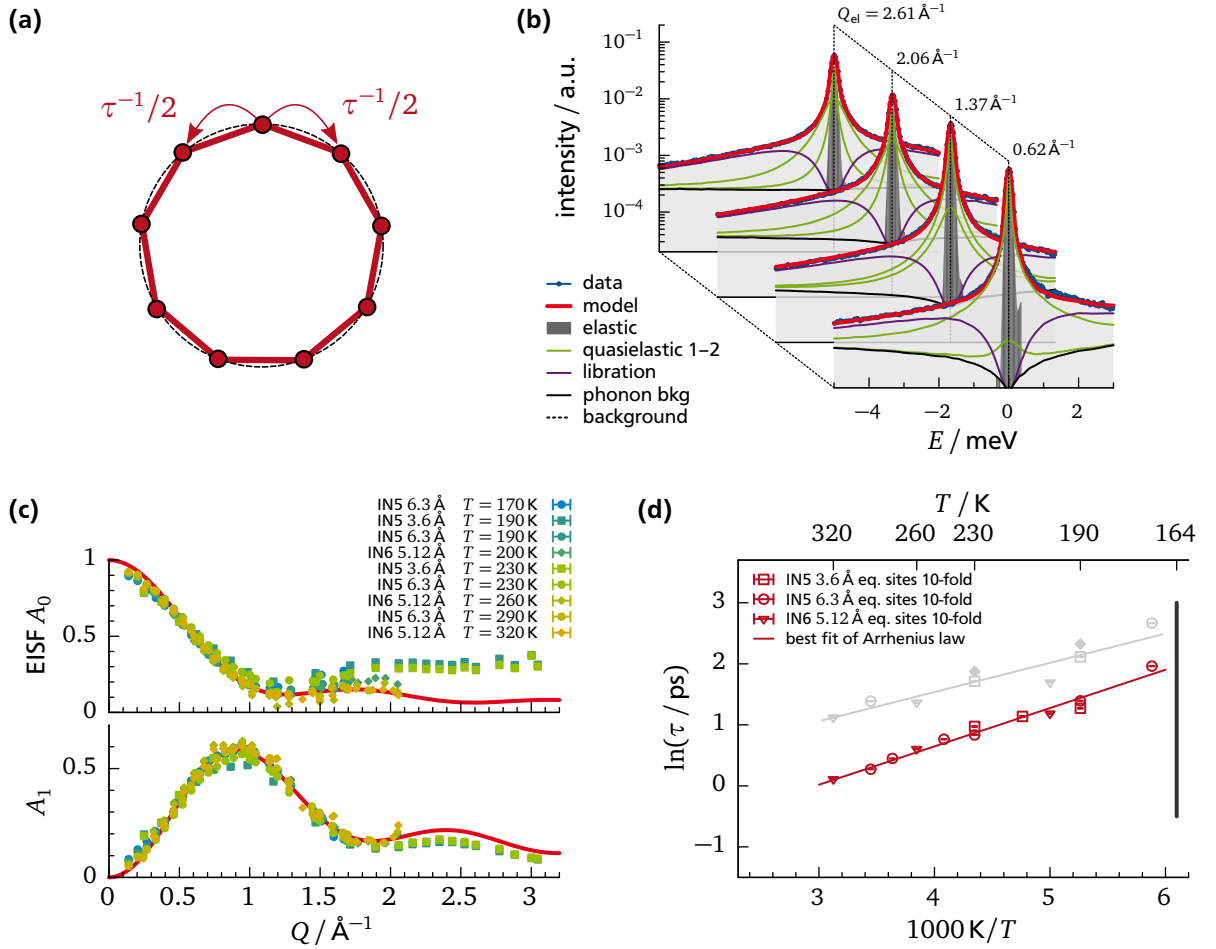 (a)
τ⁻¹/2
τ⁻¹/2
(b)
Q_el = 2.61 Å⁻¹
2.06 Å⁻¹
1.37 Å⁻¹
0.62 Å⁻¹
10⁻¹
10⁻²
10⁻³
10⁻⁴
intensity / a.u.
data
model
elastic
quasielastic 1–2
libration
phonon bkg
background
−4 −2 0 2
E / meV
(c)
IN5 6.3 Å T = 170 K
IN5 3.6 Å T = 190 K
IN5 6.3 Å T = 190 K
IN6 5.12 Å T = 200 K
IN5 3.6 Å T = 230 K
IN5 6.3 Å T = 230 K
IN6 5.12 Å T = 260 K
IN5 6.3 Å T = 290 K
IN6 5.12 Å T = 320 K
1
0.5
0
EISF A₀
0.5
0
A₁
0 0.5 1 1.5 2 2.5 3
Q / Å⁻¹
(d)
T / K
320 260 230 190 164
IN5 3.6 Å eq. sites 10-fold
IN5 6.3 Å eq. sites 10-fold
IN6 5.12 Å eq. sites 10-fold
best fit of Arrhenius law
3
2
1
0
−1
ln(τ / ps)
3 4 5 6
1000 K/T